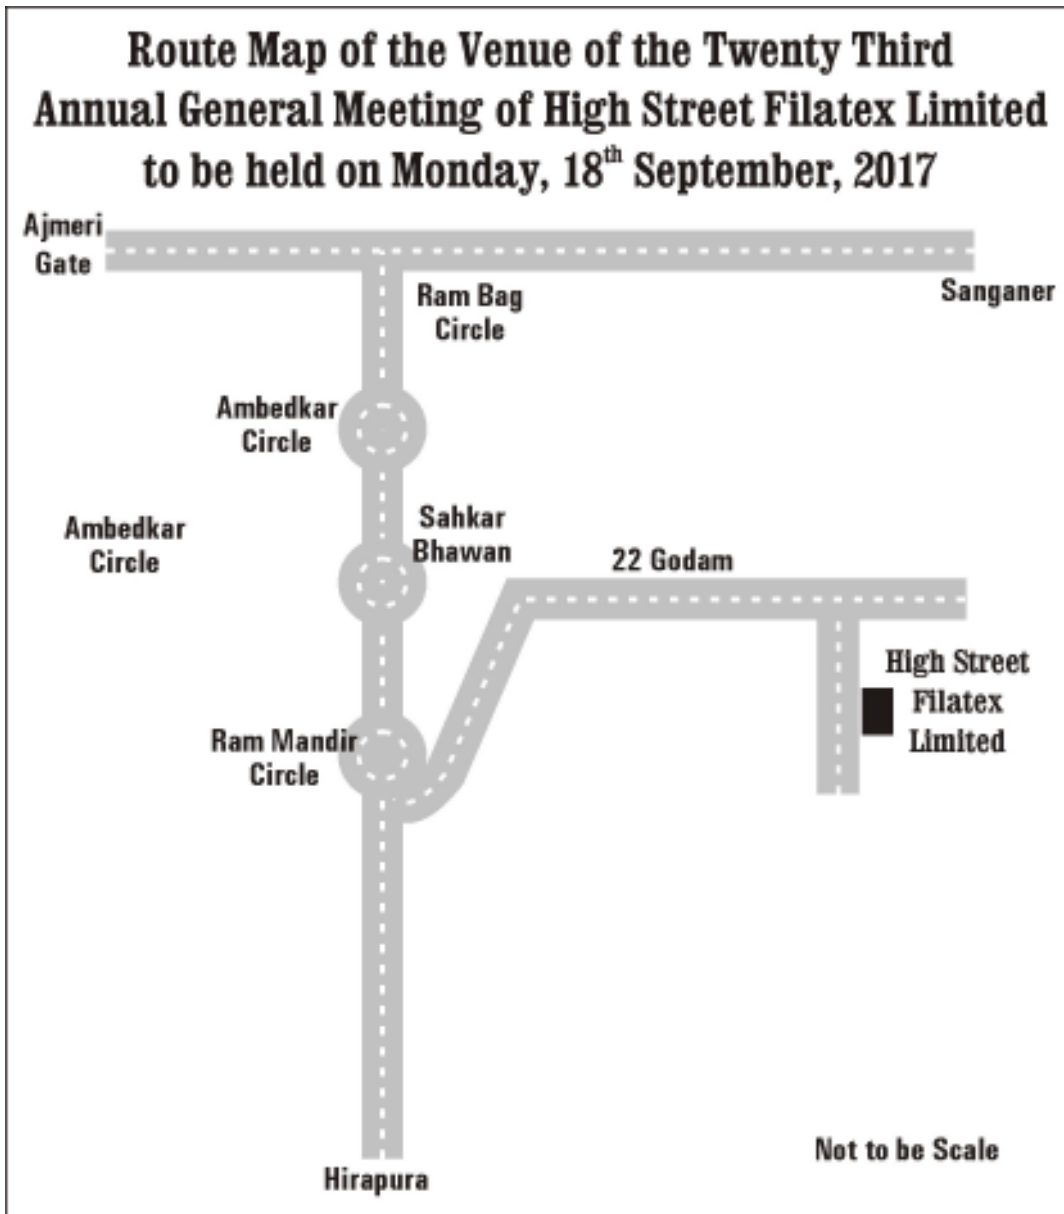 Route Map of the Venue of the Twenty Third
Annual General Meeting of High Street Filatex Limited
to be held on Monday, 18th September, 2017
Ajmeri
Gate
Sanganer
Ram Bag
Circle
Ambedkar
Circle
Ambedkar
Circle
Sahkar
Bhawan
22 Godam
High Street
Filatex
Limited
Ram Mandir
Circle
Not to be Scale
Hirapura